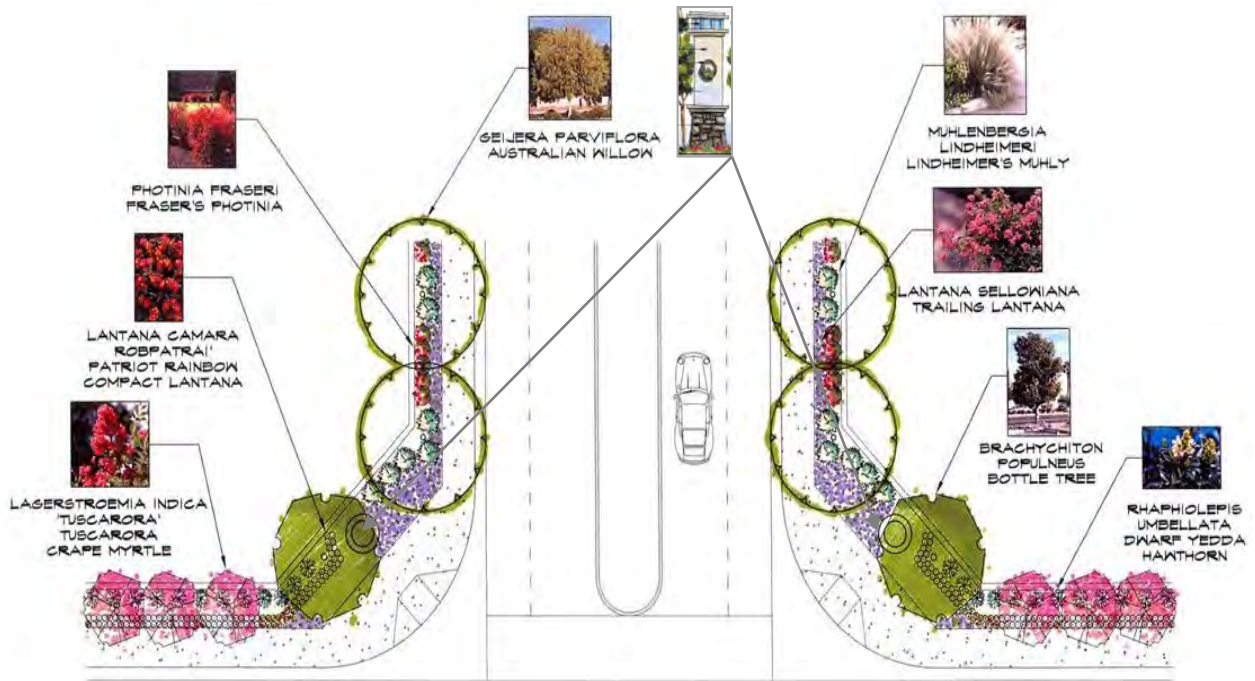 GEIJERA PARVIFLORA
AUSTRALIAN WILLOW
MUHLENBERGIA
LINDHEIMERI
LINDHEIMER'S MUHLY
PHOTINIA FRASERI
FRASER'S PHOTINIA
LANTANA SELLOWIANA
TRAILING LANTANA
LANTANA CAMARA
ROBPATRAI'
PATRIOT RAINBOW
COMPACT LANTANA
BRACHYCHITON
POPULNEUS
BOTTLE TREE
LAGERSTROEMIA INDICA
'TUSCARORA'
TUSCARORA
CRAPE MYRTLE
RHAPHIOLEPIS
UMBELLATA
DWARF YEDDA
HAWTHORN